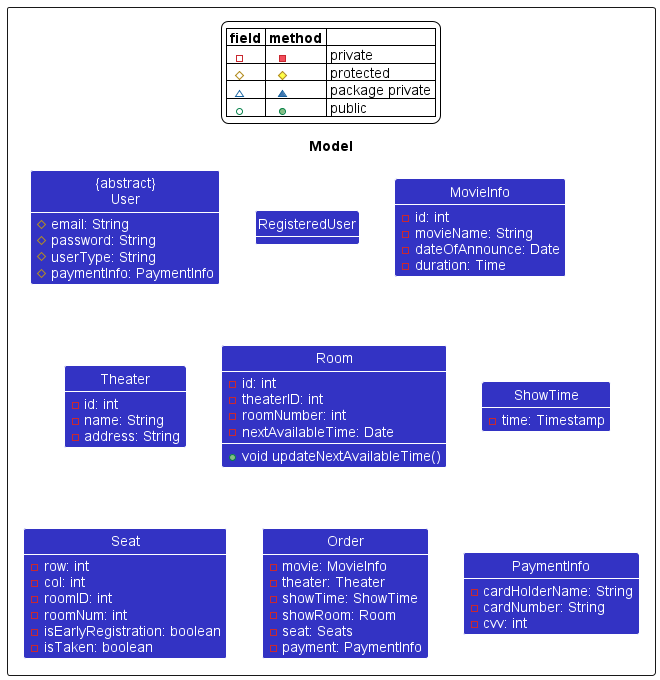 field method
private
protected
package private
public
Model
{abstract}
User
email: String
password: String
userType: String
paymentInfo: PaymentInfo
RegisteredUser
MovieInfo
id: int
movieName: String
dateOfAnnounce: Date
duration: Time
Theater
id: int
name: String
address: String
Room
id: int
theaterID: int
roomNumber: int
nextAvailableTime: Date
void updateNextAvailableTime()
ShowTime
time: Timestamp
Seat
row: int
col: int
roomID: int
roomNum: int
isEarlyRegistration: boolean
isTaken: boolean
Order
movie: MovieInfo
theater: Theater
showTime: ShowTime
showRoom: Room
seat: Seats
payment: PaymentInfo
PaymentInfo
cardHolderName: String
cardNumber: String
cvv: int